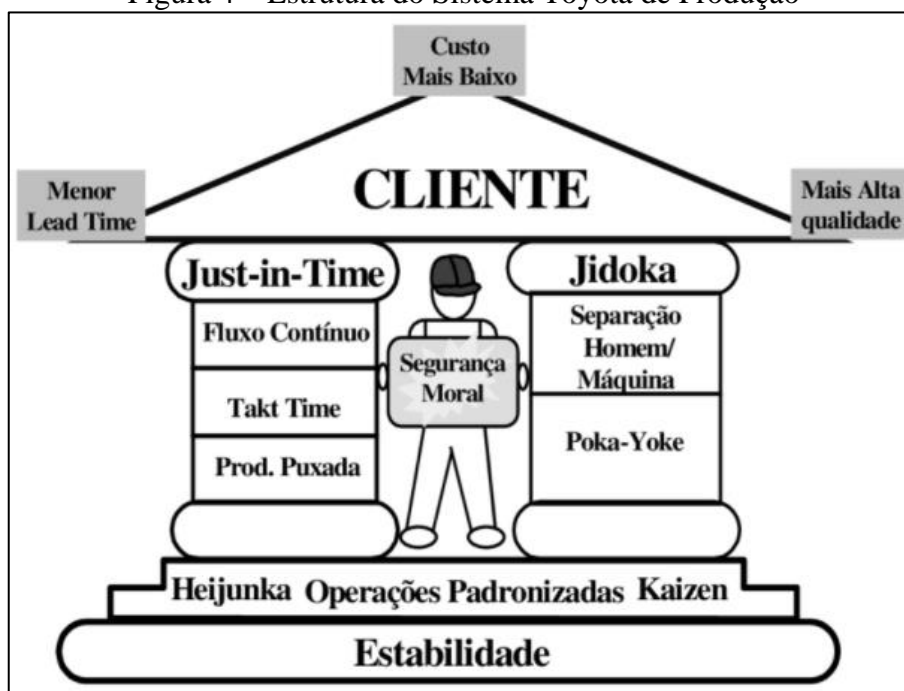 Figura 4 – Estrutura do Sistema Toyota de Produção
Custo
Mais Baixo
Menor
Lead Time
CLIENTE
Mais Alta
qualidade
Just-in-Time
Fluxo Contínuo
Takt Time
Prod. Puxada
Segurança
Moral
Jidoka
Separação
Homem/
Máquina
Poka-Yoke
Heijunka Operações Padronizadas Kaizen
Estabilidade